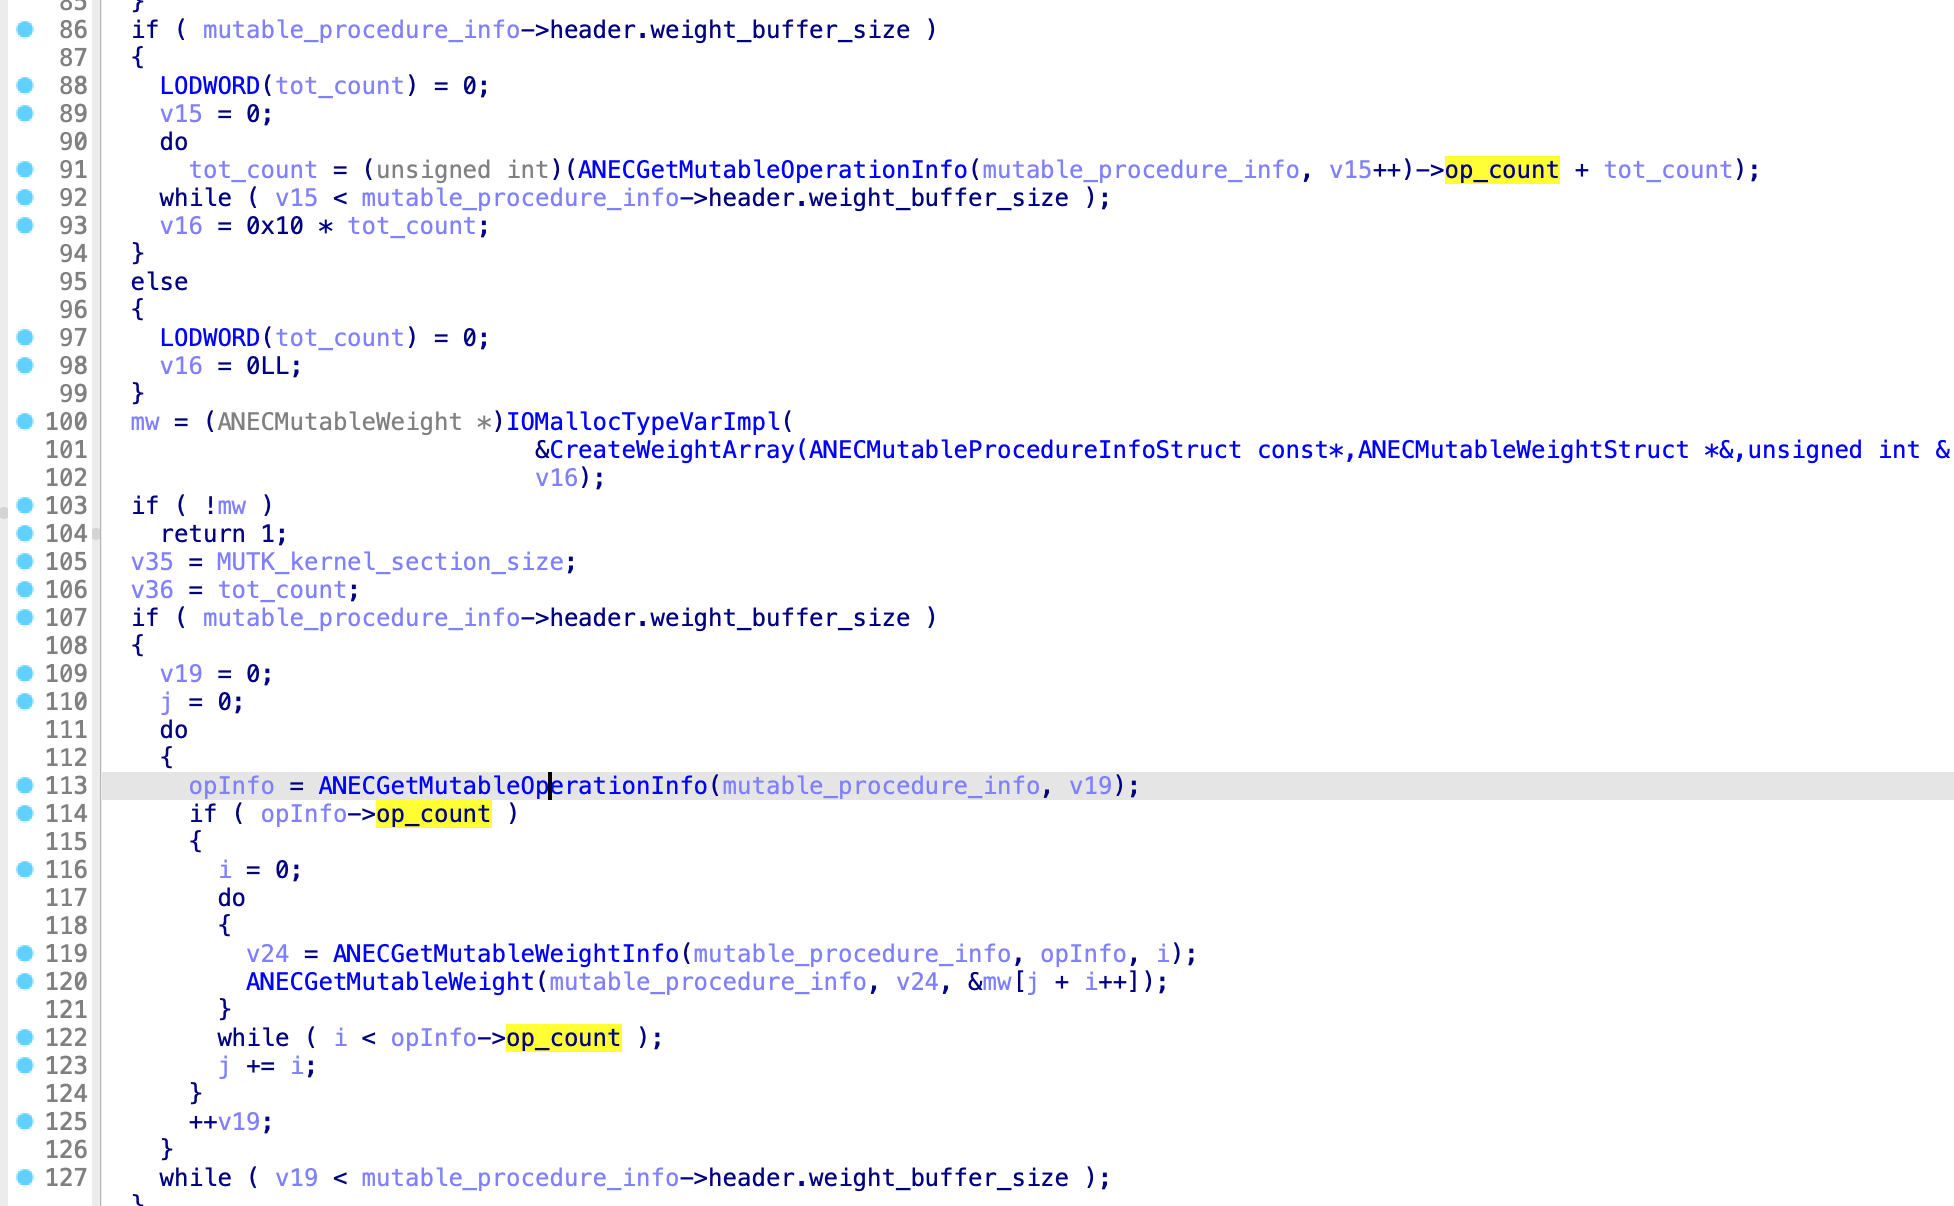 85 }
86 if ( mutable_procedure_info->header.weight_buffer_size )
87 {
88 LODWORD(tot_count) = 0;
89 v15 = 0;
90 do
91 tot_count = (unsigned int)(ANECGetMutableOperationInfo(mutable_procedure_info, v15++)->op_count + tot_count);
92 while ( v15 < mutable_procedure_info->header.weight_buffer_size );
93 v16 = 0x10 * tot_count;
94 }
95 else
96 {
97 LODWORD(tot_count) = 0;
98 v16 = 0LL;
99 }
100 mw = (ANECMutableWeight *)IOMallocTypeVarImpl(
101 &CreateWeightArray(ANECMutableProcedureInfoStruct const*,ANECMutableWeightStruct *&,unsigned int &
102 v16);
103 if ( !mw )
104 return 1;
105 v35 = MUTK_kernel_section_size;
106 v36 = tot_count;
107 if ( mutable_procedure_info->header.weight_buffer_size )
108 {
109 v19 = 0;
110 j = 0;
111 do
112 {
113 opInfo = ANECGetMutableOperationInfo(mutable_procedure_info, v19);
114 if ( opInfo->op_count )
115 {
116 i = 0;
117 do
118 {
119 v24 = ANECGetMutableWeightInfo(mutable_procedure_info, opInfo, i);
120 ANECGetMutableWeight(mutable_procedure_info, v24, &mw[j + i++]);
121 }
122 while ( i < opInfo->op_count );
123 j += i;
124 }
125 ++v19;
126 }
127 while ( v19 < mutable_procedure_info->header.weight_buffer_size );
}